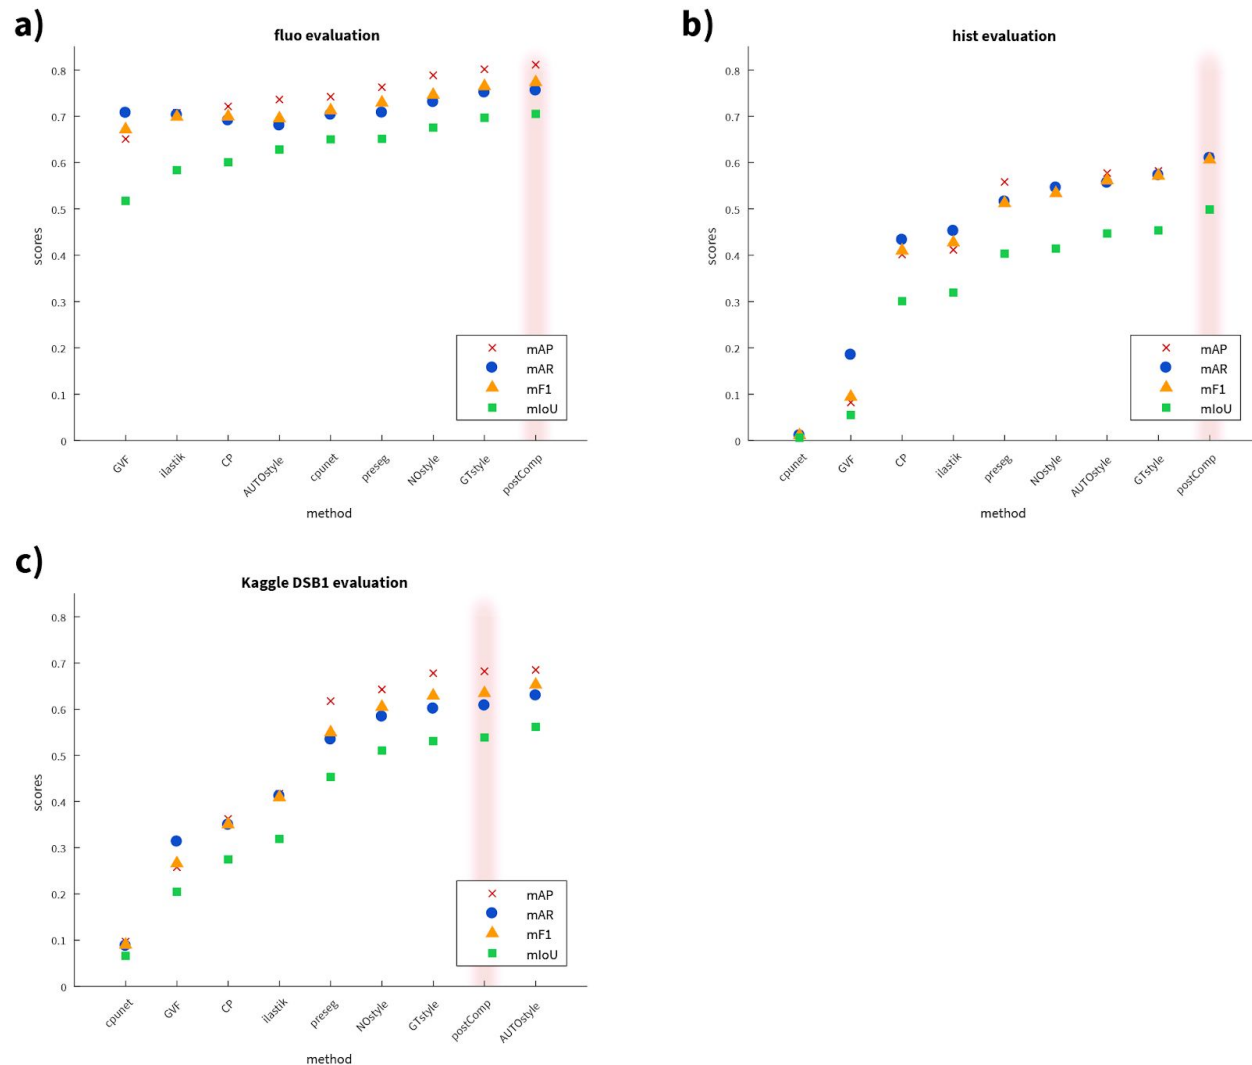 a)
fluo evaluation
0.8
0.7
0.6
0.5
0.4
0.3
0.2
0.1
0
scores
mAP
mAR
mF1
mIoU
GVF
ilastik
CP
AUTOstyle
cpunet
preseg
NOstyle
GTstyle
postComp
method
b)
hist evaluation
0.8
0.7
0.6
0.5
0.4
0.3
0.2
0.1
0
scores
mAP
mAR
mF1
mIoU
cpunet
GVF
CP
ilastik
preseg
NOstyle
AUTOstyle
GTstyle
postComp
method
c)
Kaggle DSB1 evaluation
0.8
0.7
0.6
0.5
0.4
0.3
0.2
0.1
0
scores
mAP
mAR
mF1
mIoU
cpunet
GVF
CP
ilastik
preseg
NOstyle
GTstyle
postComp
AUTOstyle
method